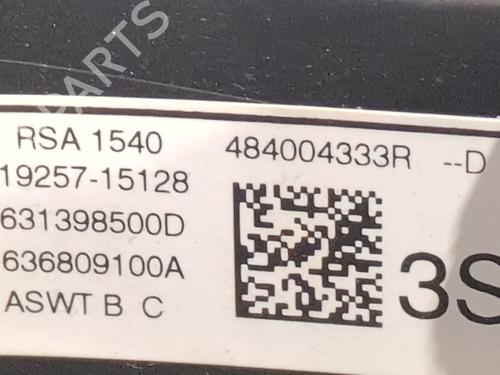 PARTS
RSA 1540
484004333R --D
19257-15128
631398500D
636809100A
3S
ASWT B C